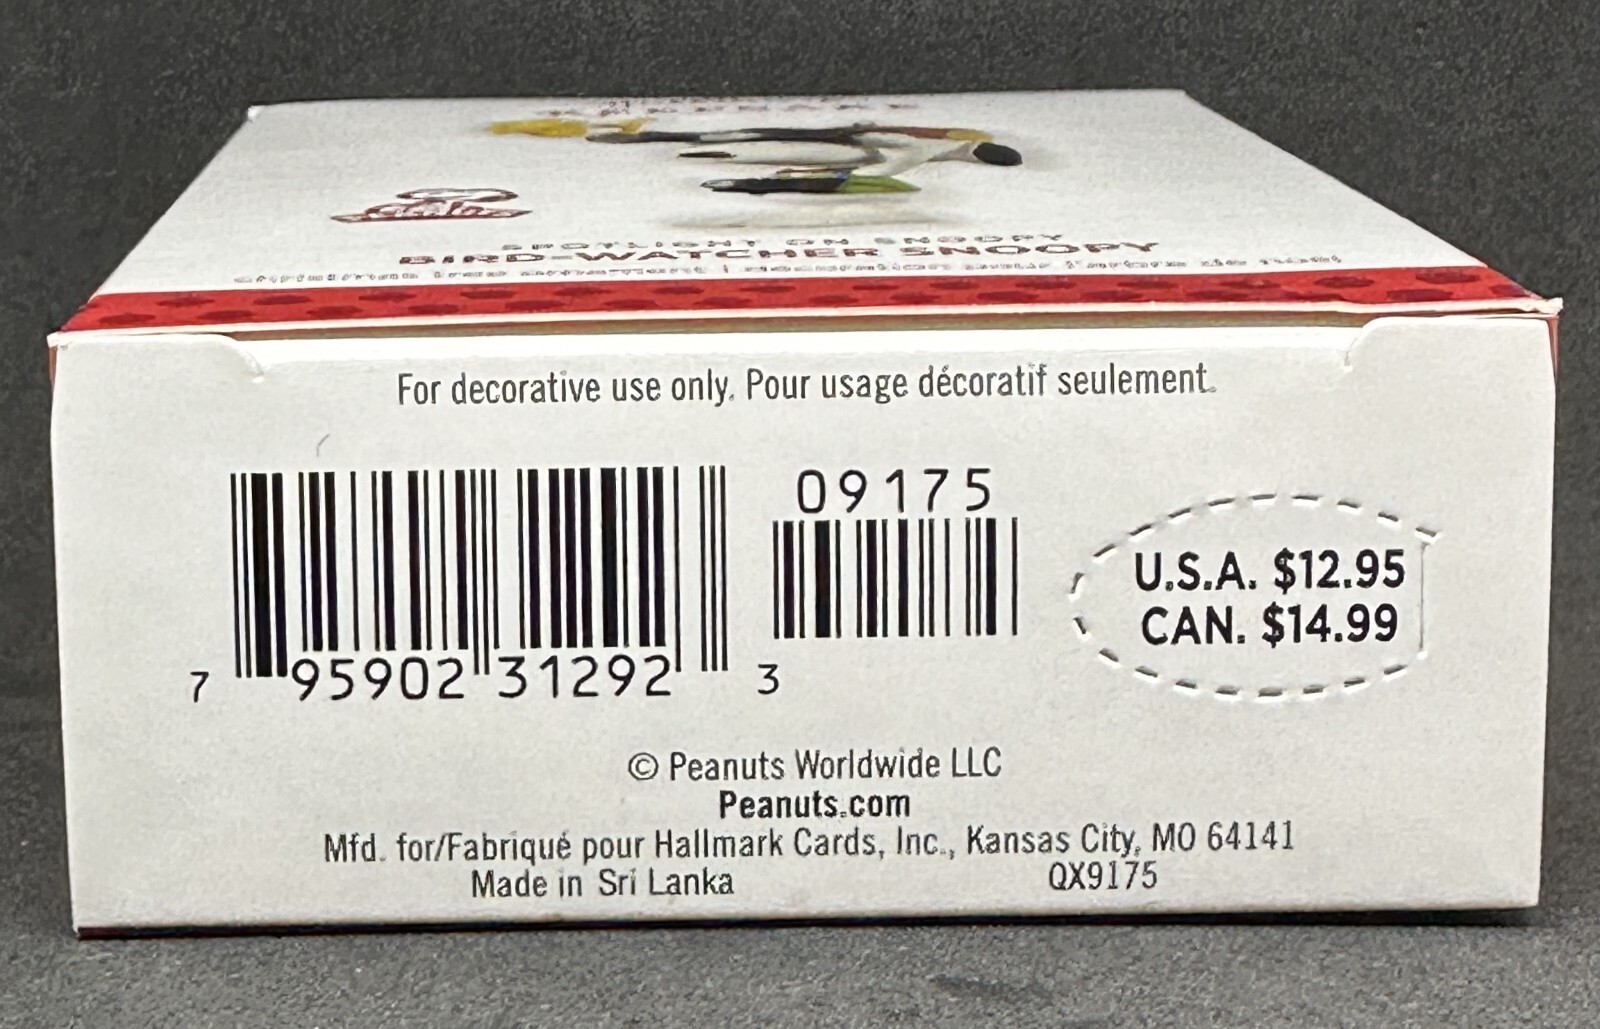 SPOTLIGHT ON SNOOPY
BIRD-WATCHER SNOOPY
For decorative use only. Pour usage décoratif seulement.
09175
7 95902 31292 3
U.S.A. $12.95
CAN. $14.99
© Peanuts Worldwide LLC
Peanuts.com
Mfd. for/Fabriqué pour Hallmark Cards, Inc., Kansas City, MO 64141
Made in Sri Lanka QX9175